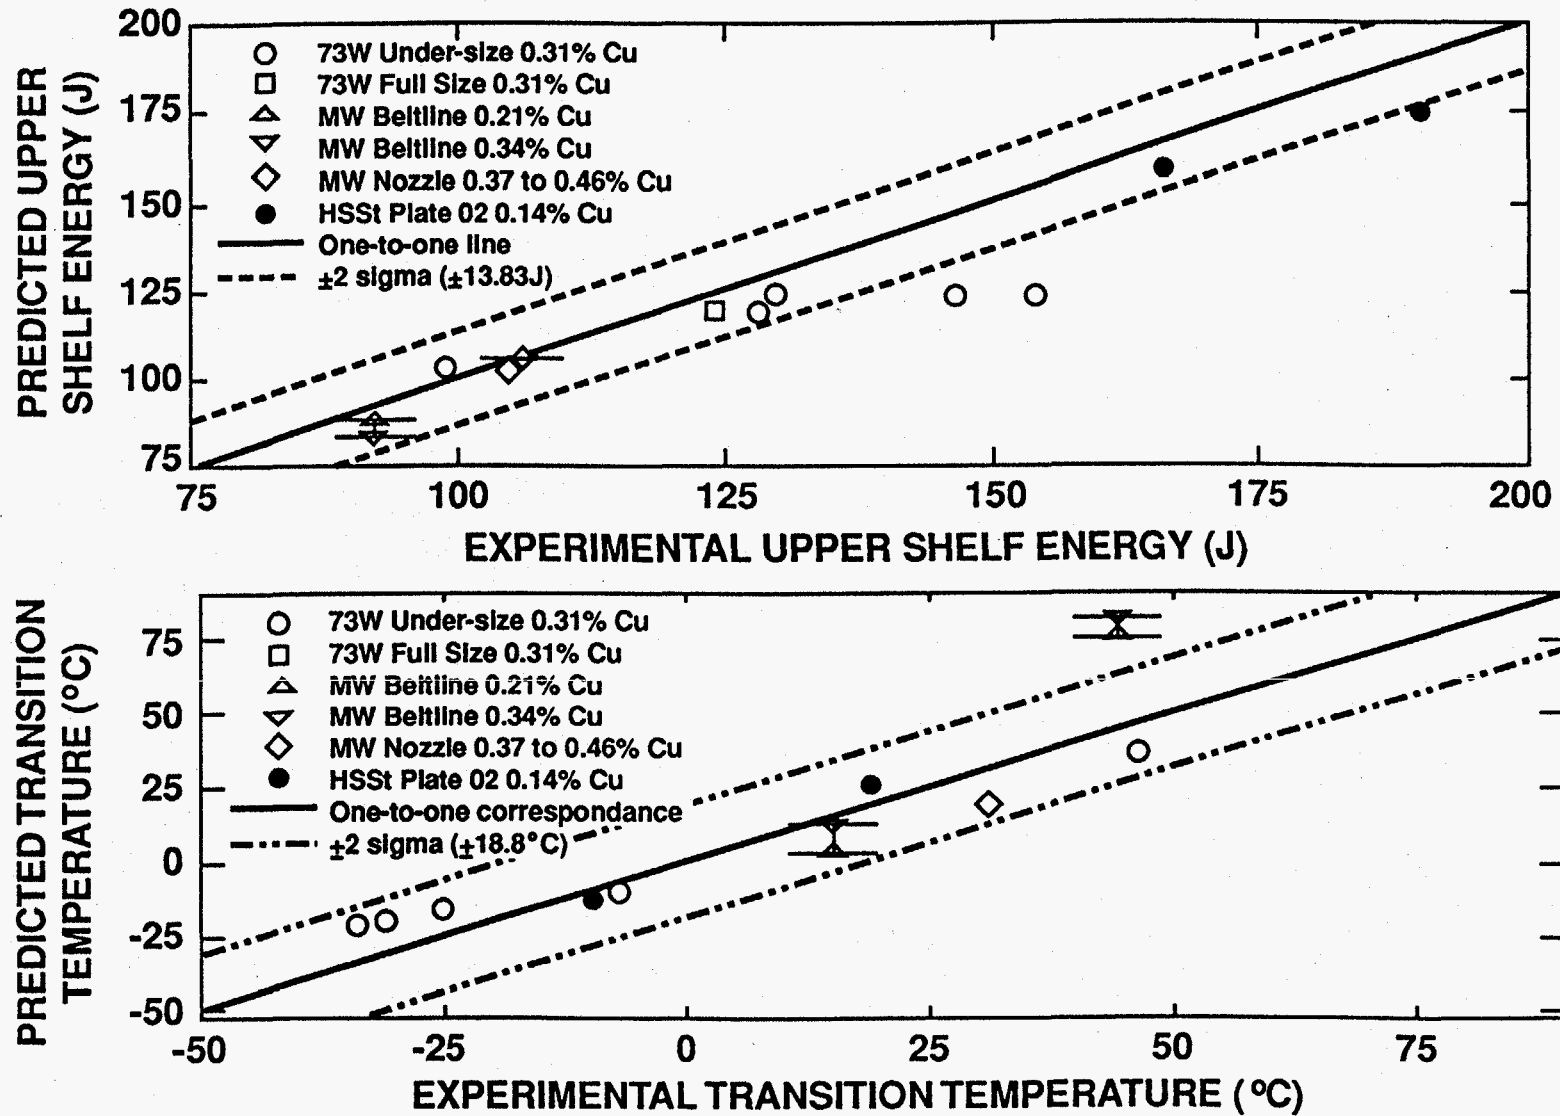 PREDICTED UPPER
SHELF ENERGY (J)
200
175
150
125
100
75
73W Under-size 0.31% Cu
73W Full Size 0.31% Cu
MW Beltline 0.21% Cu
MW Beltline 0.34% Cu
MW Nozzle 0.37 to 0.46% Cu
HSSt Plate 02 0.14% Cu
One-to-one line
±2 sigma (±13.83J)
75 100 125 150 175 200
EXPERIMENTAL UPPER SHELF ENERGY (J)
PREDICTED TRANSITION
TEMPERATURE (°C)
75
50
25
0
-25
-50
73W Under-size 0.31% Cu
73W Full Size 0.31% Cu
MW Beltline 0.21% Cu
MW Beltline 0.34% Cu
MW Nozzle 0.37 to 0.46% Cu
HSSt Plate 02 0.14% Cu
One-to-one correspondance
±2 sigma (±18.8°C)
-50 -25 0 25 50 75
EXPERIMENTAL TRANSITION TEMPERATURE (°C)